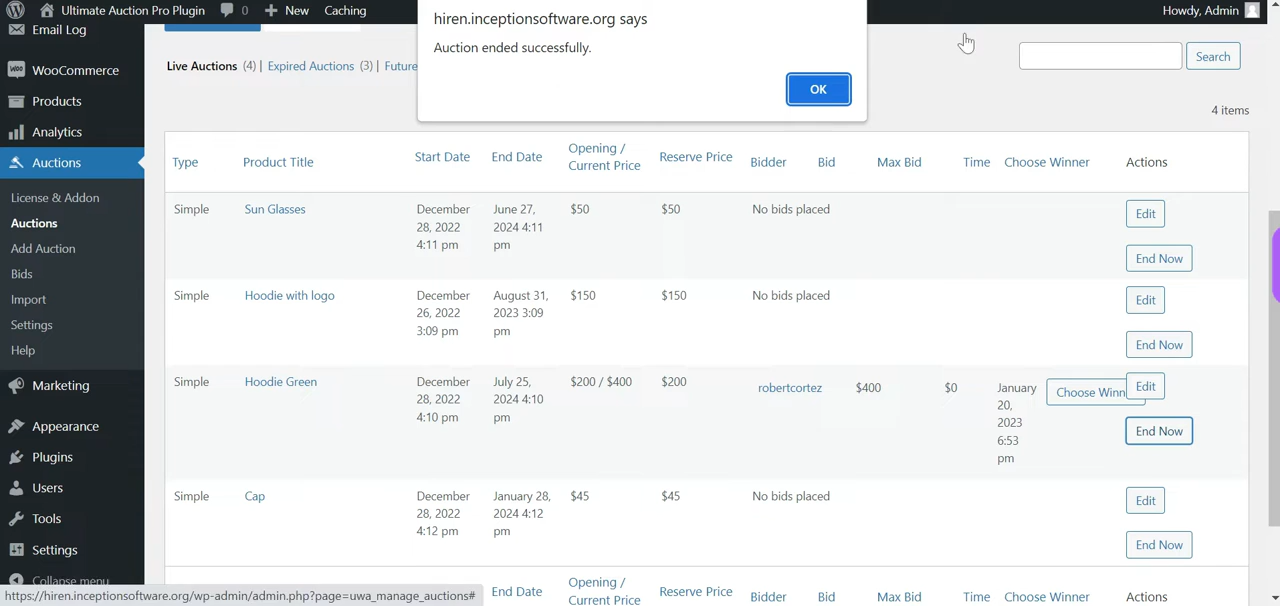 Ultimate Auction Pro Plugin 0 New Caching Howdy, Admin
hiren.inceptionsoftware.org says
Auction ended successfully.
OK
Email Log
WooCommerce
Products
Analytics
Auctions
License & Addon
Auctions
Add Auction
Bids
Import
Settings
Help
Marketing
Appearance
Plugins
Users
Tools
Settings
Collapse menu
Live Auctions (4) | Expired Auctions (3) | Future
Search
4 items
Type Product Title Start Date End Date Opening / Current Price Reserve Price Bidder Bid Max Bid Time Choose Winner Actions
Simple Sun Glasses December June 27, $50 $50 No bids placed Edit
28, 2022 2024 4:11
4:11 pm pm
End Now
Simple Hoodie with logo December August 31, $150 $150 No bids placed Edit
26, 2022 2023 3:09
3:09 pm pm
End Now
Simple Hoodie Green December July 25, $200 / $400 $200 robertcortez $400 $0 January Choose Winn Edit
28, 2022 2024 4:10 20,
4:10 pm pm 2023
End Now
6:53
pm
Simple Cap December January 28, $45 $45 No bids placed Edit
28, 2022 2024 4:12
4:12 pm pm
End Now
End Date Opening / Current Price Reserve Price Bidder Bid Max Bid Time Choose Winner Actions
https://hiren.inceptionsoftware.org/wp-admin/admin.php?page=uwa_manage_auctions#